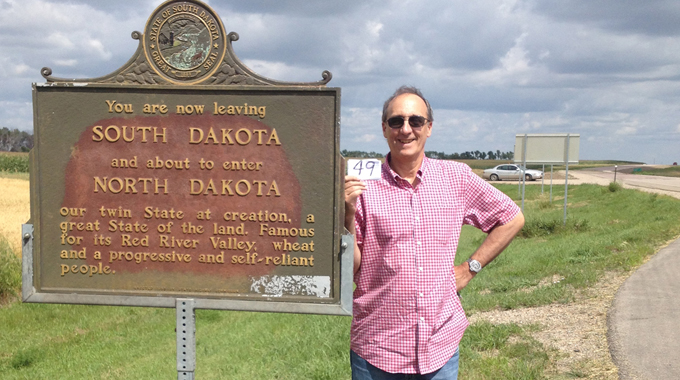 STATE OF SOUTH DAKOTA
GREAT SEAL
You are now leaving
SOUTH DAKOTA
and about to enter
NORTH DAKOTA
our twin State at creation, a
great State of the land. Famous
for its Red River Valley, wheat
and a progressive and self-reliant
people.
49